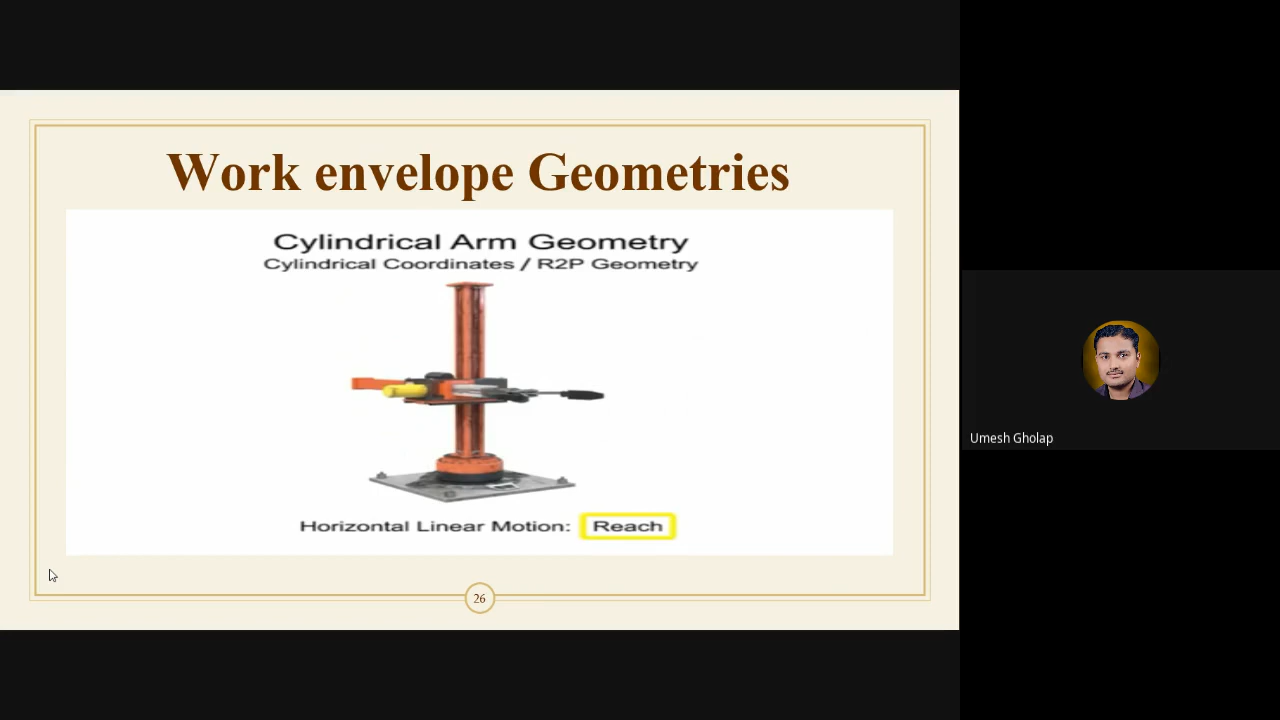 Work envelope Geometries
Cylindrical Arm Geometry
Cylindrical Coordinates / R2P Geometry
Horizontal Linear Motion: Reach
26
Umesh Gholap